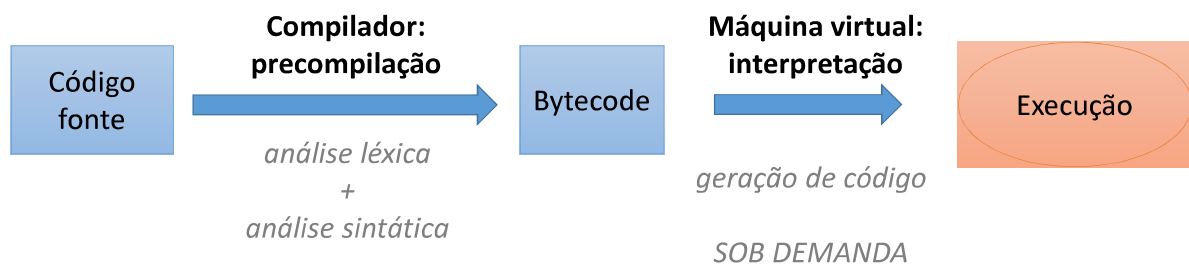 Código
fonte
Compilador:
precompilação
análise léxica
+
análise sintática
Bytecode
Máquina virtual:
interpretação
geração de código
SOB DEMANDA
Execução